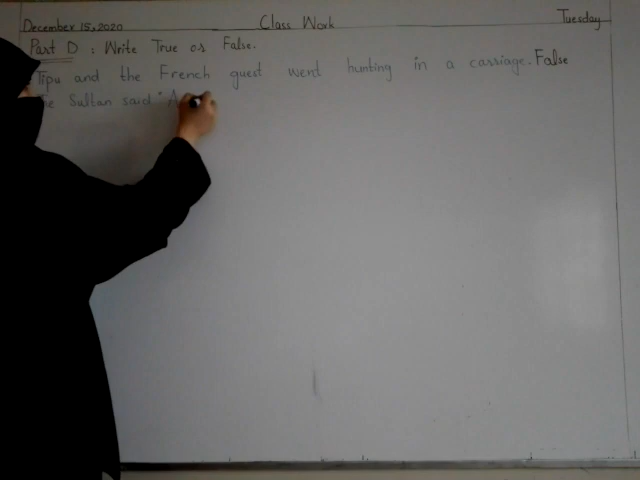 December 15, 2020 Class Work Tuesday
Part D : Write True or False.
Tipu and the French guest went hunting in a carriage. False
Sultan said "A